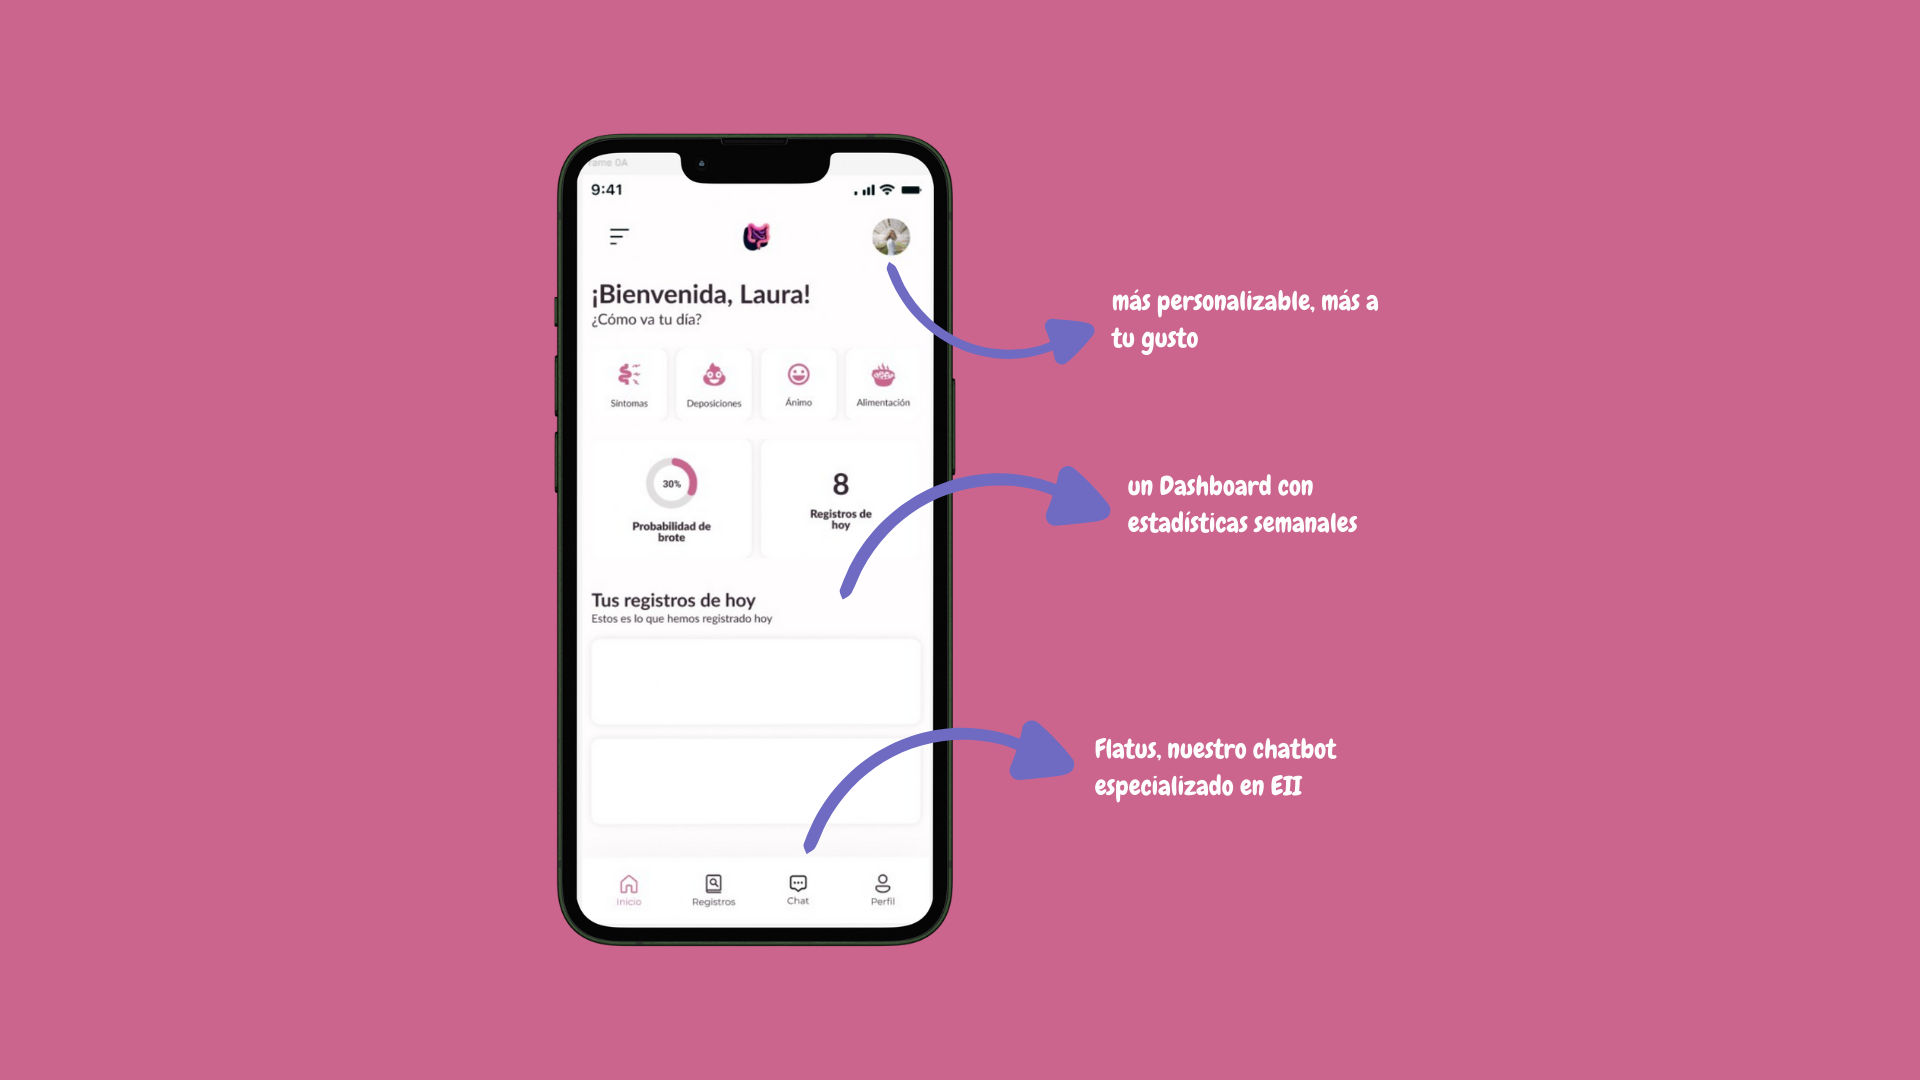 ame 0A
9:41
¡Bienvenida, Laura!
¿Cómo va tu día?
Síntomas
Deposiciones
Ánimo
Alimentación
30%
Probabilidad de
brote
8
Registros de
hoy
Tus registros de hoy
Estos es lo que hemos registrado hoy
Inicio
Registros
Chat
Perfil
más personalizable, más a
tu gusto
un Dashboard con
estadísticas semanales
Flatus, nuestro chatbot
especializado en EII